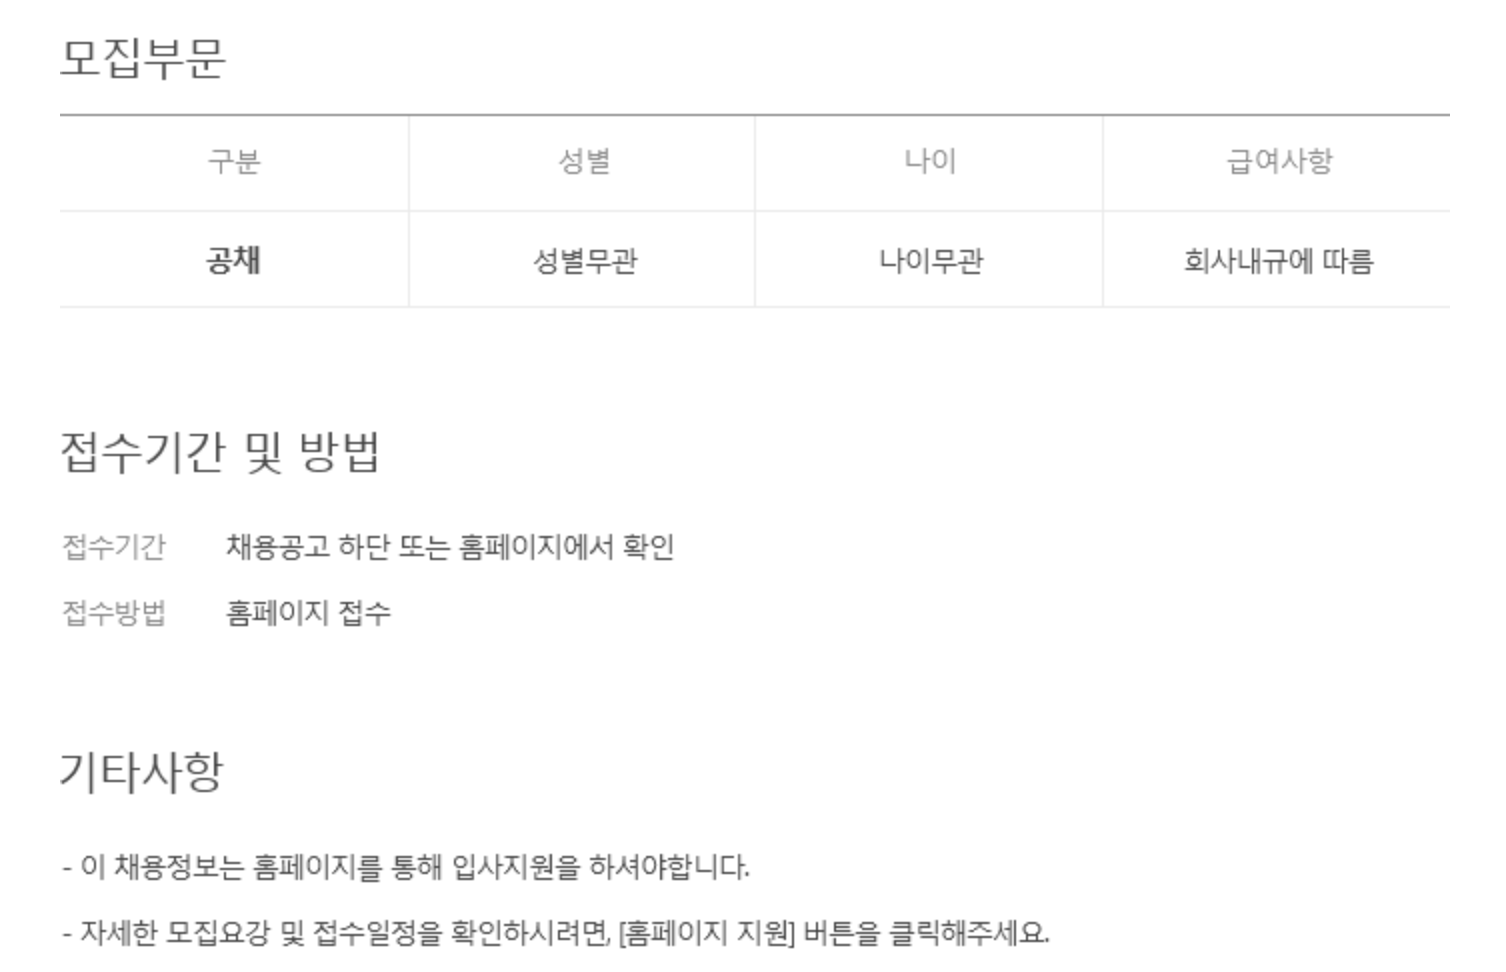 모집부문
구분 성별 나이 급여사항
공채 성별무관 나이무관 회사내규에 따름
접수기간 및 방법
접수기간 채용공고 하단 또는 홈페이지에서 확인
접수방법 홈페이지 접수
기타사항
- 이 채용정보는 홈페이지를 통해 입사지원을 하셔야합니다.
- 자세한 모집요강 및 접수일정을 확인하시려면, [홈페이지 지원] 버튼을 클릭해주세요.